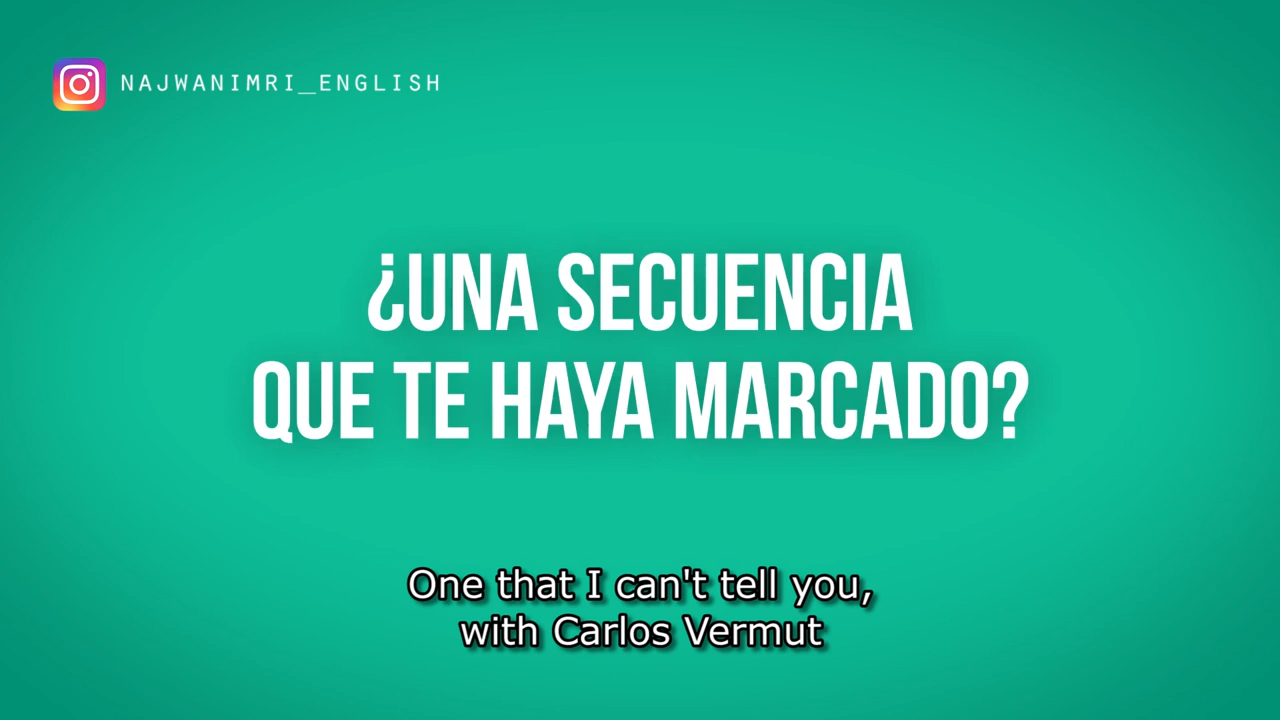 NAJWANIMRI_ENGLISH
¿UNA SECUENCIA
QUE TE HAYA MARCADO?
One that I can't tell you,
with Carlos Vermut